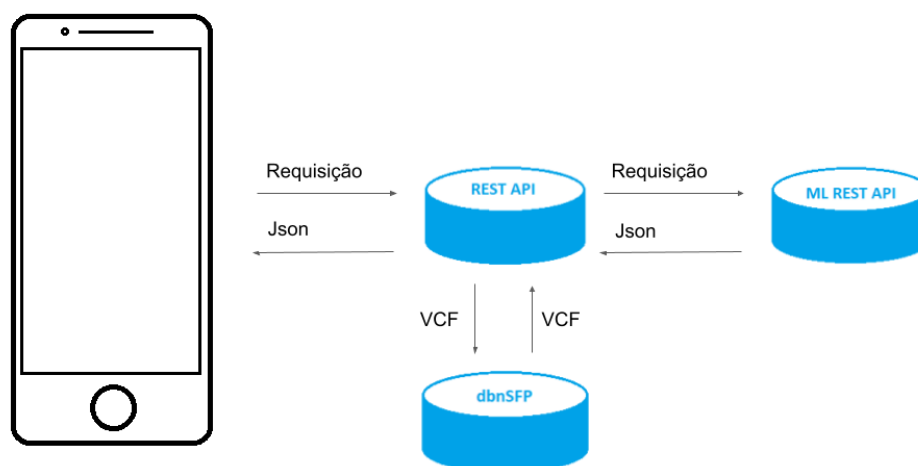 Requisição
REST API
Json
Requisição
ML REST API
Json
VCF
VCF
dbnSFP